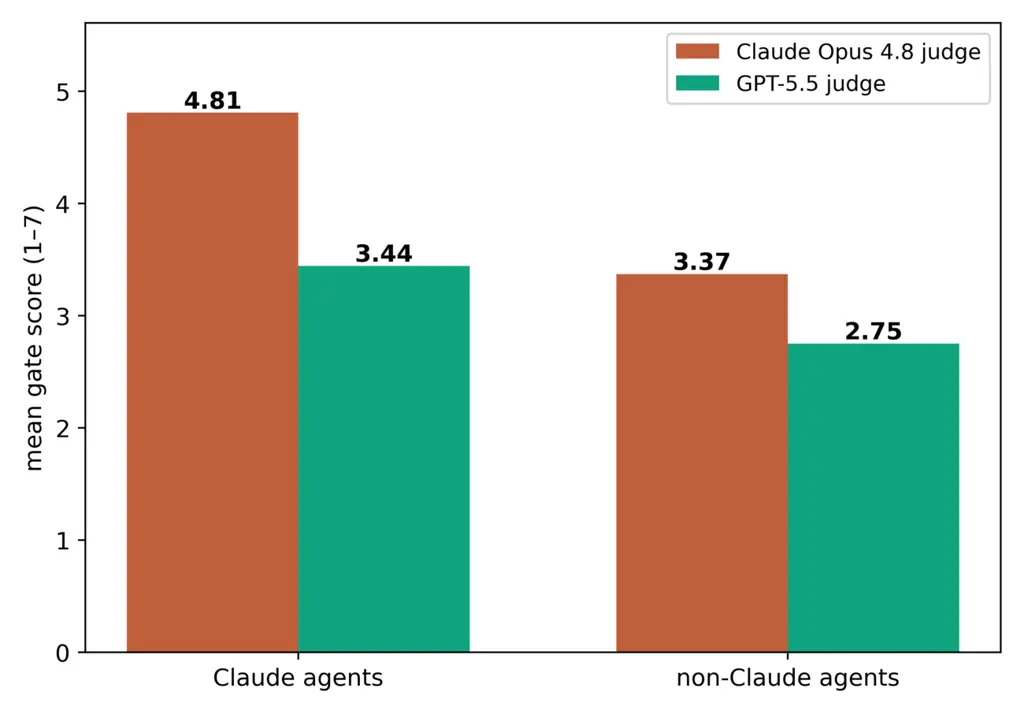 Claude Opus 4.8 judge
GPT-5.5 judge
mean gate score (1–7)
5
4
3
2
1
0
4.81
3.44
3.37
2.75
Claude agents
non-Claude agents